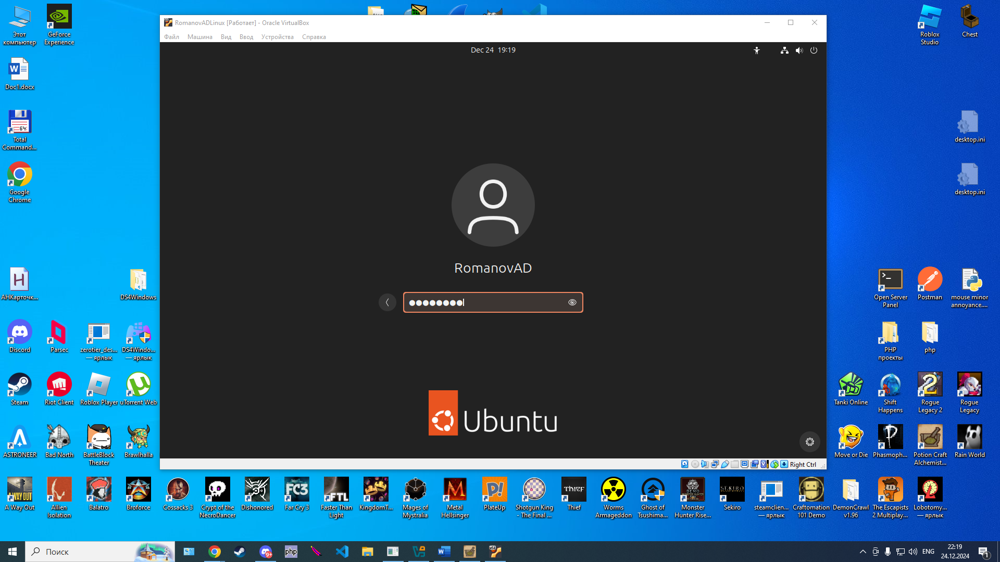 RomanovADLinux [Работает] - Oracle VirtualBox
Файл Машина Вид Ввод Устройства Справка
Dec 24 19:19
RomanovAD
Ubuntu
Right Ctrl
Этот компьютер
GeForce Experience
Roblox Studio
Chest
Doc1.docx
Total Command...
desktop.ini
Google Chrome
desktop.ini
АНКарточк...
DS4Windows
Open Server Panel
Postman
mouse minor annoyance....
Discord
Parsec
zerotier_des... — ярлык
DS4Windo... — ярлык
PHP проекты
php
Steam
Riot Client
Roblox Player
uTorrent Web
Tanki Online
Shift Happens
Rogue Legacy 2
Rogue Legacy
ASTRONEER
Bad North
BattleBlock Theater
Brawlhalla
Move or Die
Phasmoph...
Potion Craft Alchemist...
Rain World
A Way Out
Allien Isolation
Balatro
Broforce
Cossacks 3
Crypt of the NecroDancer
Dishonored
Far Cry 3
Faster Than Light
KingdomT...
Mages of Mystralia
Metal Hellsinger
PlateUp
Shotgun King - The Final ...
Thief
Worms Armageddon
Ghost of Tsushima...
Monster Hunter Rise...
Sekiro
steamclien... — ярлык
Craftomation 101 Demo
DemonCrawl v1.96
The Escapists 2 Multiplay...
Lobotomy... — ярлык
Поиск
ENG
22:19
24.12.2024